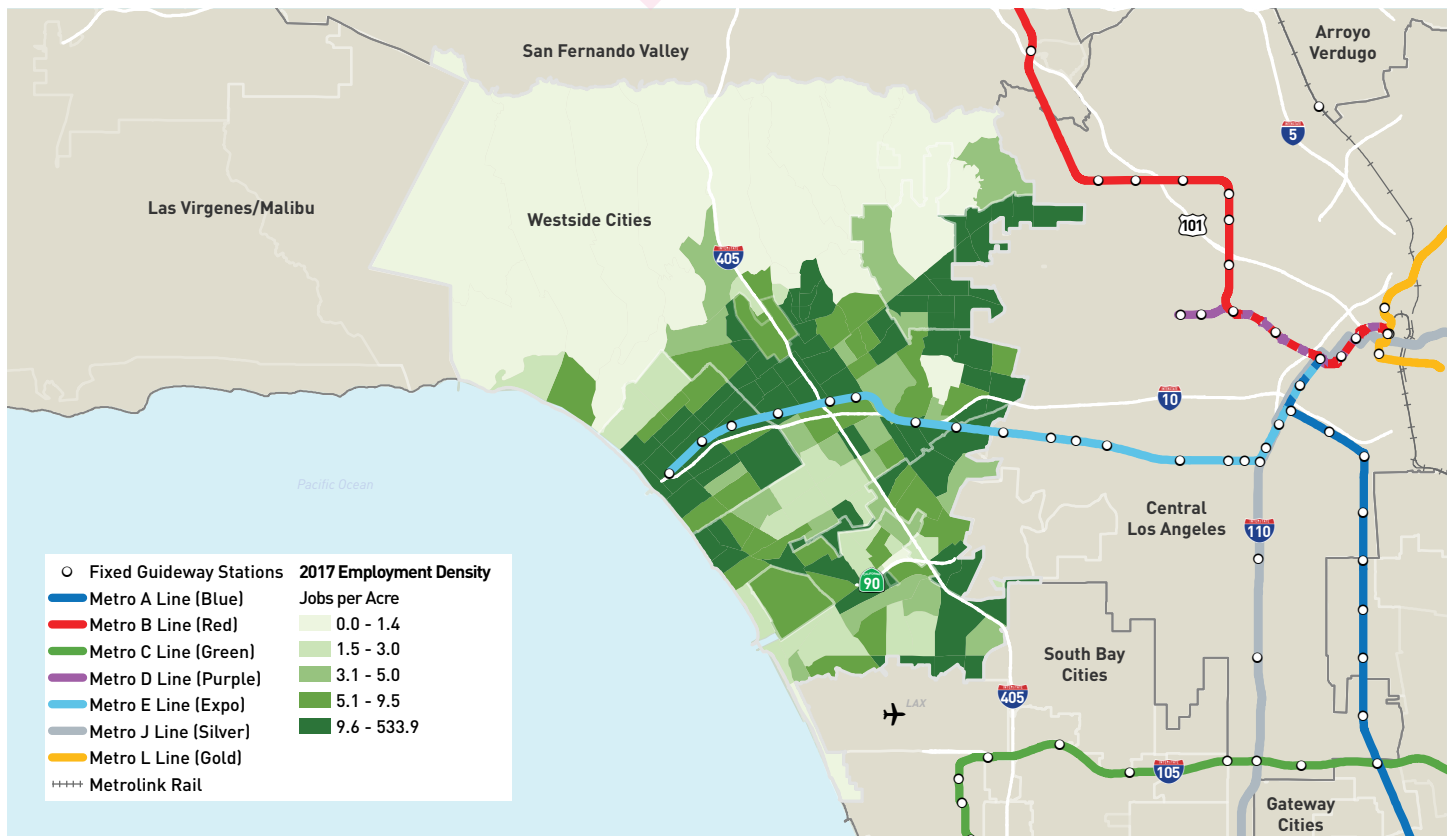 San Fernando Valley
Arroyo
Verdugo
5
Las Virgenes/Malibu
Westside Cities
101
405
10
Pacific Ocean
Central
Los Angeles
110
90
South Bay
Cities
405
LAX
105
Gateway
Cities
Fixed Guideway Stations
Metro A Line (Blue)
Metro B Line (Red)
Metro C Line (Green)
Metro D Line (Purple)
Metro E Line (Expo)
Metro J Line (Silver)
Metro L Line (Gold)
Metrolink Rail
2017 Employment Density
Jobs per Acre
0.0 - 1.4
1.5 - 3.0
3.1 - 5.0
5.1 - 9.5
9.6 - 533.9